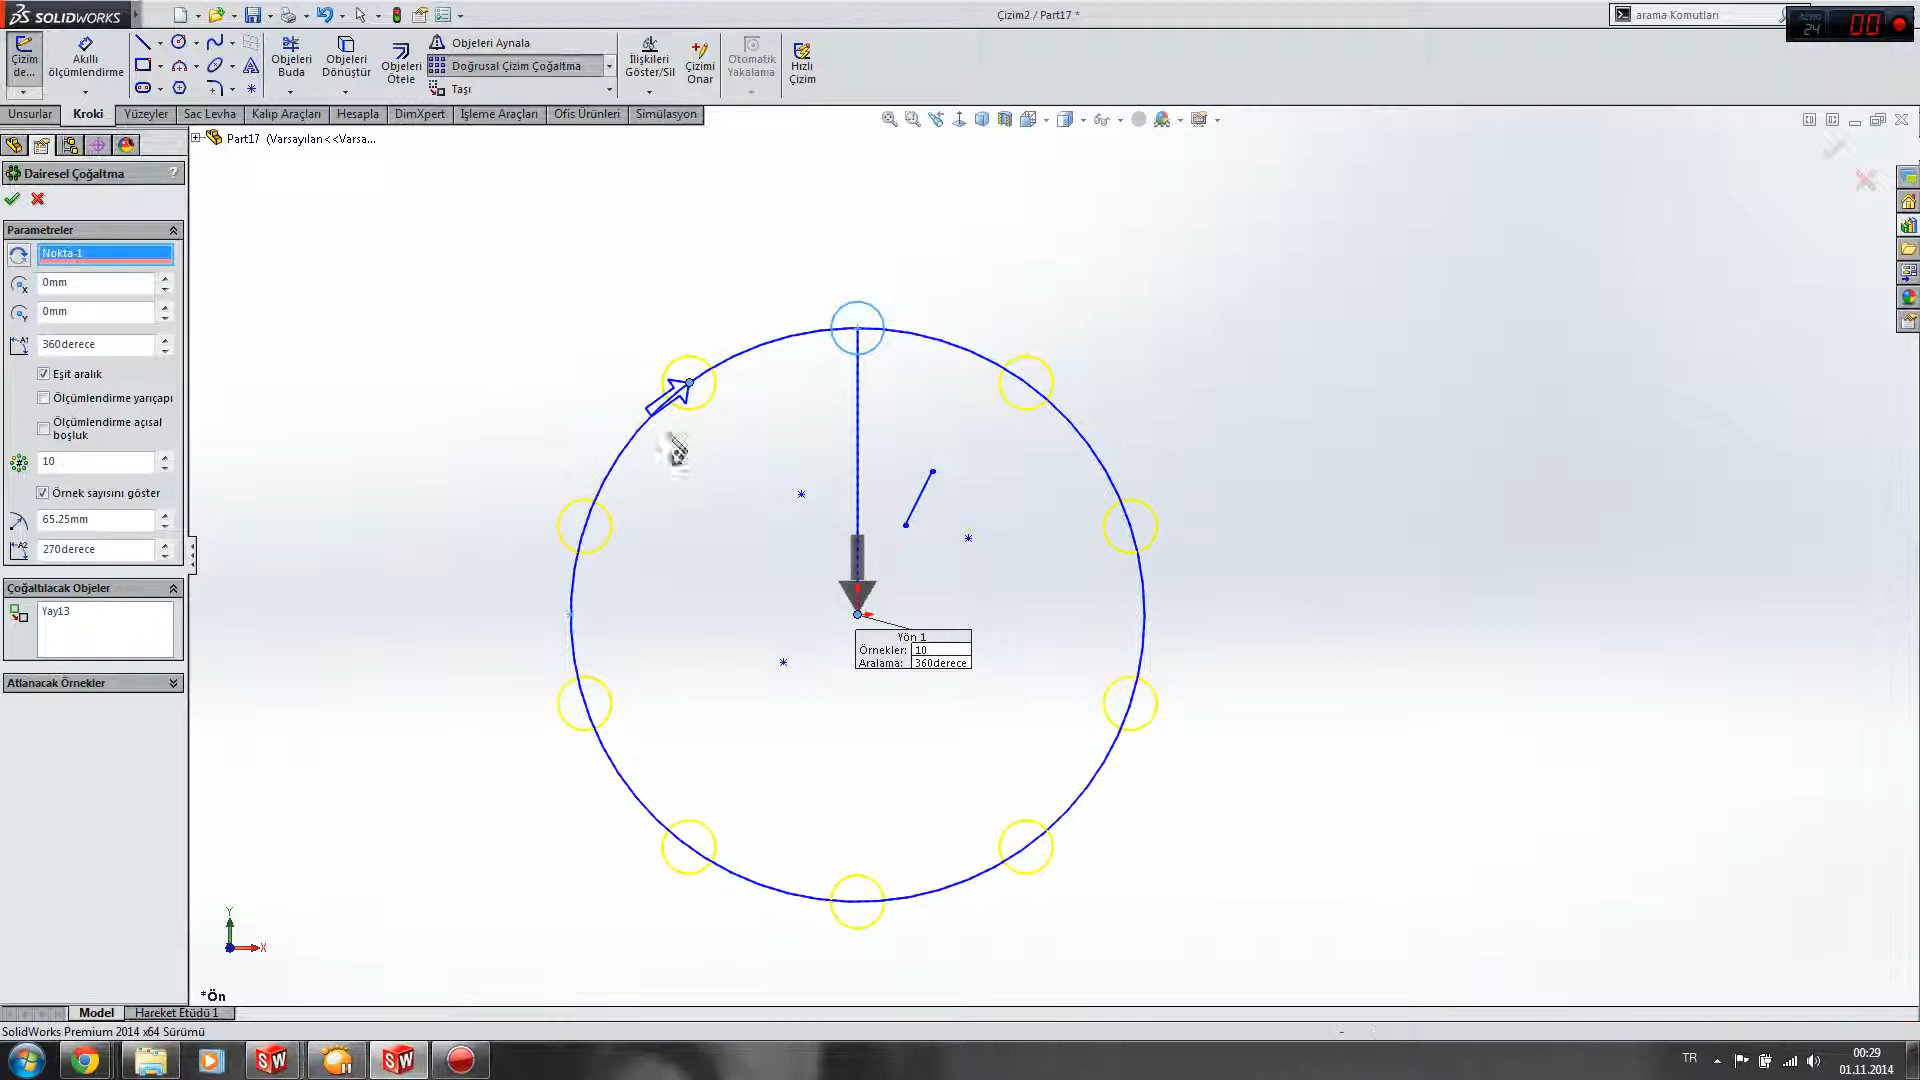 SOLIDWORKS
Çizim2 / Part17 *
arama Komutları
24
00
Çizim
de...
Akıllı
ölçümlendirme
Objeleri
Buda
Objeleri
Dönüştür
Objeleri
Ötele
Objeleri Aynala
Doğrusal Çizim Çoğaltma
Taşı
İlişkileri
Göster/Sil
Çizimi
Onar
Otomatik
Yakalama
Hızlı
Çizim
Unsurlar
Kroki
Yüzeyler
Sac Levha
Kalıp Araçları
Hesapla
DimXpert
İşleme Araçları
Ofis Ürünleri
Simülasyon
Part17 (Varsayılan<<Varsa...
Dairesel Çoğaltma
?
Parametreler
Nokta-1
0mm
0mm
360derece
Eşit aralık
Ölçümlendirme yarıçapı
Ölçümlendirme açısal
boşluk
10
Örnek sayısını göster
65.25mm
270derece
Çoğaltılacak Objeler
Yay13
Atlanacak Örnekler
Yön 1
Örnekler: 10
Aralama: 360derece
Y
X
*Ön
Model
Hareket Etüdü 1
SolidWorks Premium 2014 x64 Sürümü
-
SW
SW
TR
00:29
01.11.2014